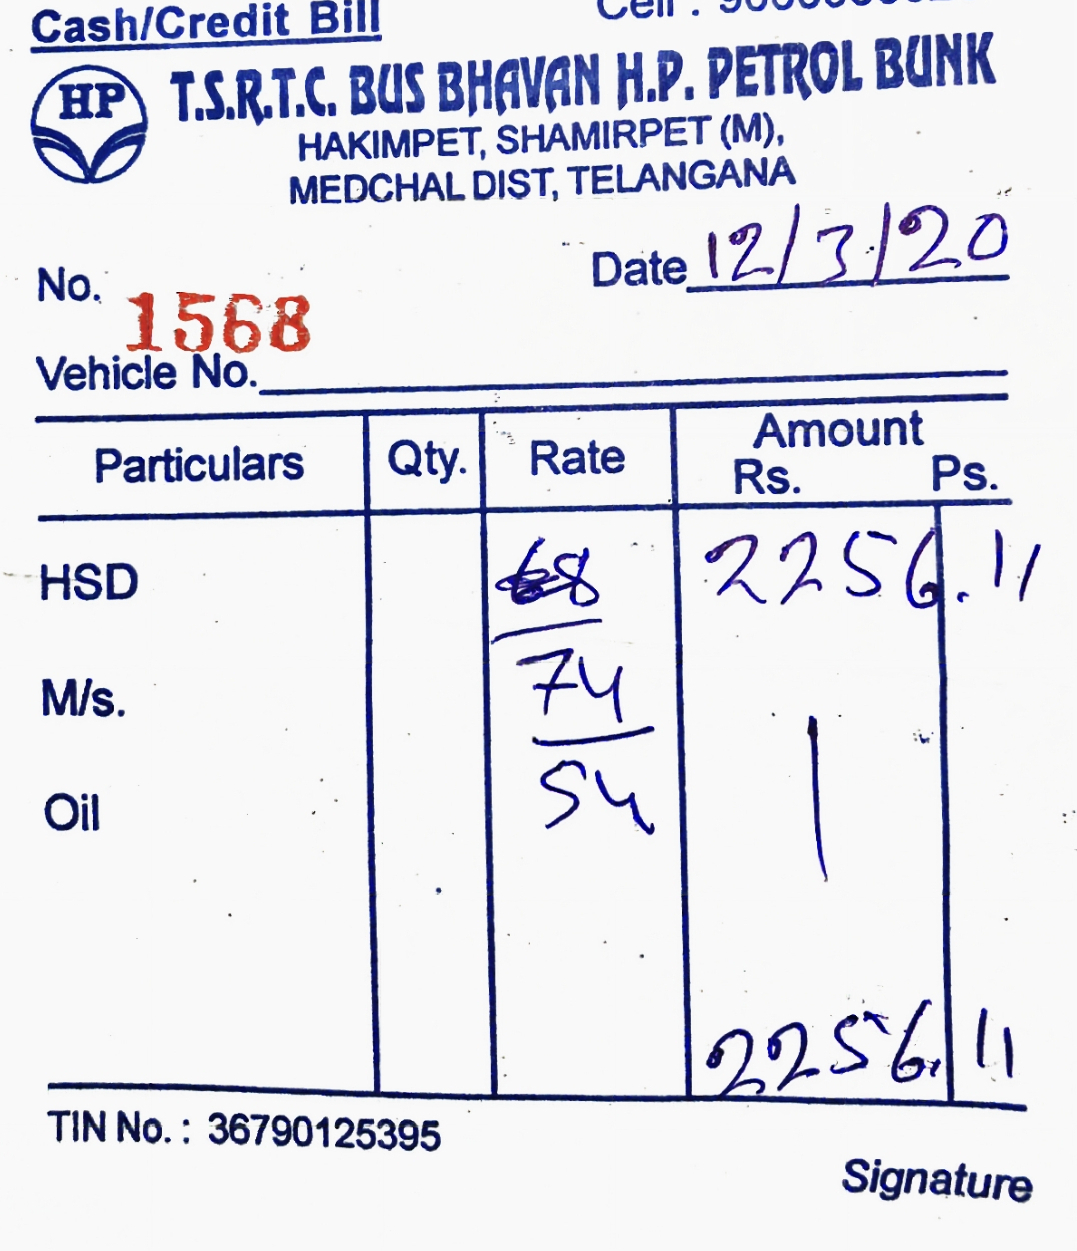 Cash/Credit Bill
Cell :
HP
T.S.R.T.C. BUS BHAVAN H.P. PETROL BUNK
HAKIMPET, SHAMIRPET (M),
MEDCHAL DIST, TELANGANA
Date 12/3/20
No. 1568
Vehicle No.
Particulars Qty. Rate Amount
Rs. Ps.
HSD 68 2256.11
M/s. 74
Oil 54
2256.11
TIN No. : 36790125395
Signature